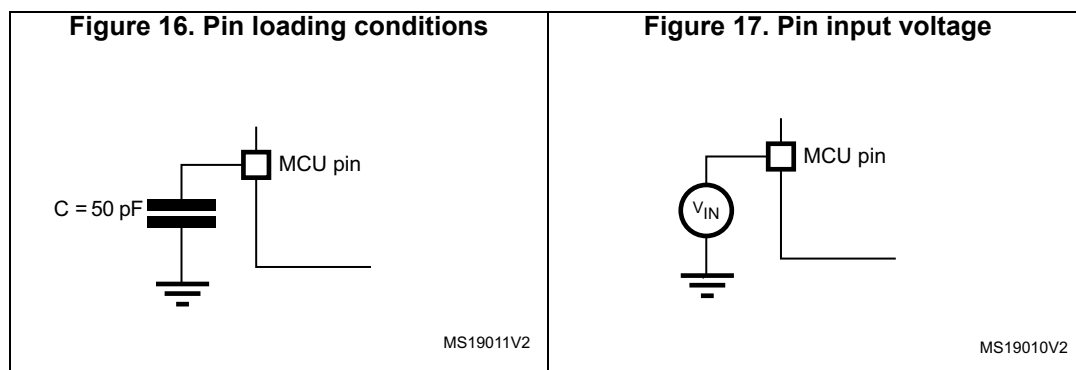 Figure 16. Pin loading conditions
MCU pin
C = 50 pF
MS19011V2
Figure 17. Pin input voltage
MCU pin
VIN
MS19010V2